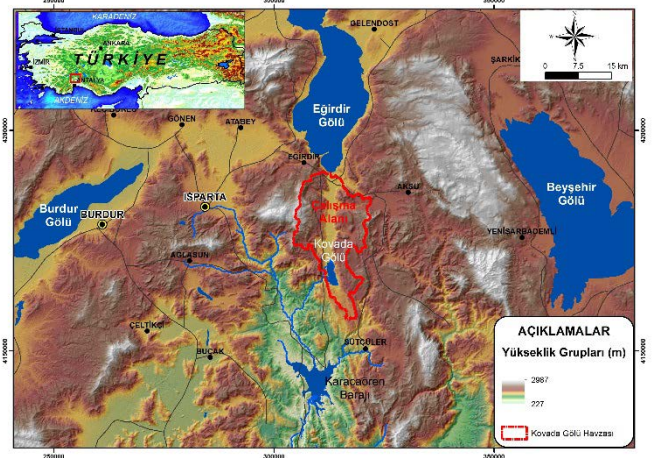 KARADENİZ
ANKARA
İZMİR
TÜRKİYE
ANTALYA
AKDENİZ
GELENDOST
0 7.5 15 km
ŞARKİK
Eğirdir
Gölü
GÖNEN
ATABEY
EĞİRDİR
AKSU
Beyşehir
Gölü
ISPARTA
Burdur
Gölü
BURDUR
Çalışma
Alanı
YENİŞARBADEMLİ
Kovada
Gölü
AĞLASUN
ÇELTİKÇİ
BUCAK
SÜTÇÜLER
Karacaören
Barajı
AÇIKLAMALAR
Yükseklik Grupları (m)
2987
227
Kovada Gölü Havzası
4200000
4150000
250000
300000
350000